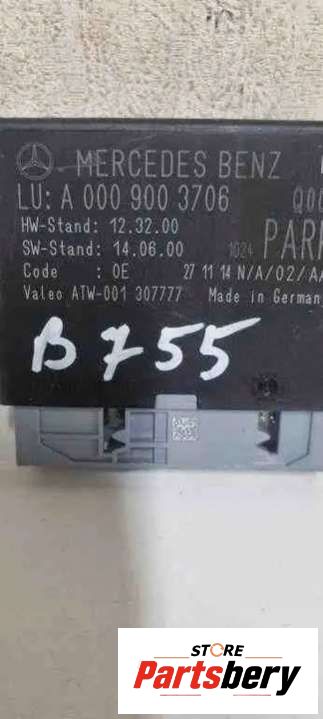 MERCEDES BENZ
LU: A 000 900 3706
HW-Stand: 12.32.00
SW-Stand: 14.06.00 1024
Code : 0E 27 11 14 N/A/02/A
Valeo ATW-001 307777 Made in German
B755
STORE
Partsbery